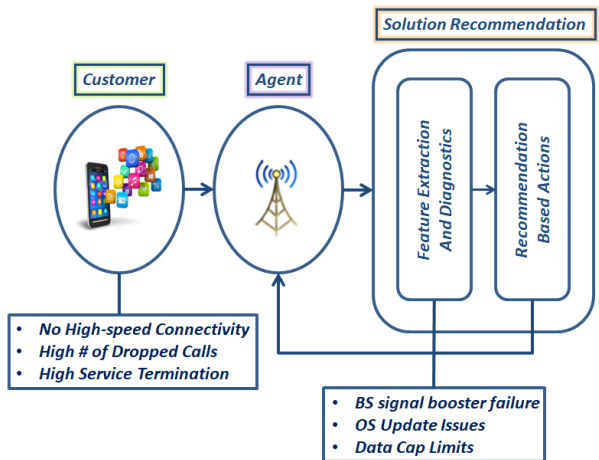 Solution Recommendation
Customer
Agent
Feature Extraction
And Diagnostics
Recommendation
Based Actions
• No High-speed Connectivity
• High # of Dropped Calls
• High Service Termination
• BS signal booster failure
• OS Update Issues
• Data Cap Limits